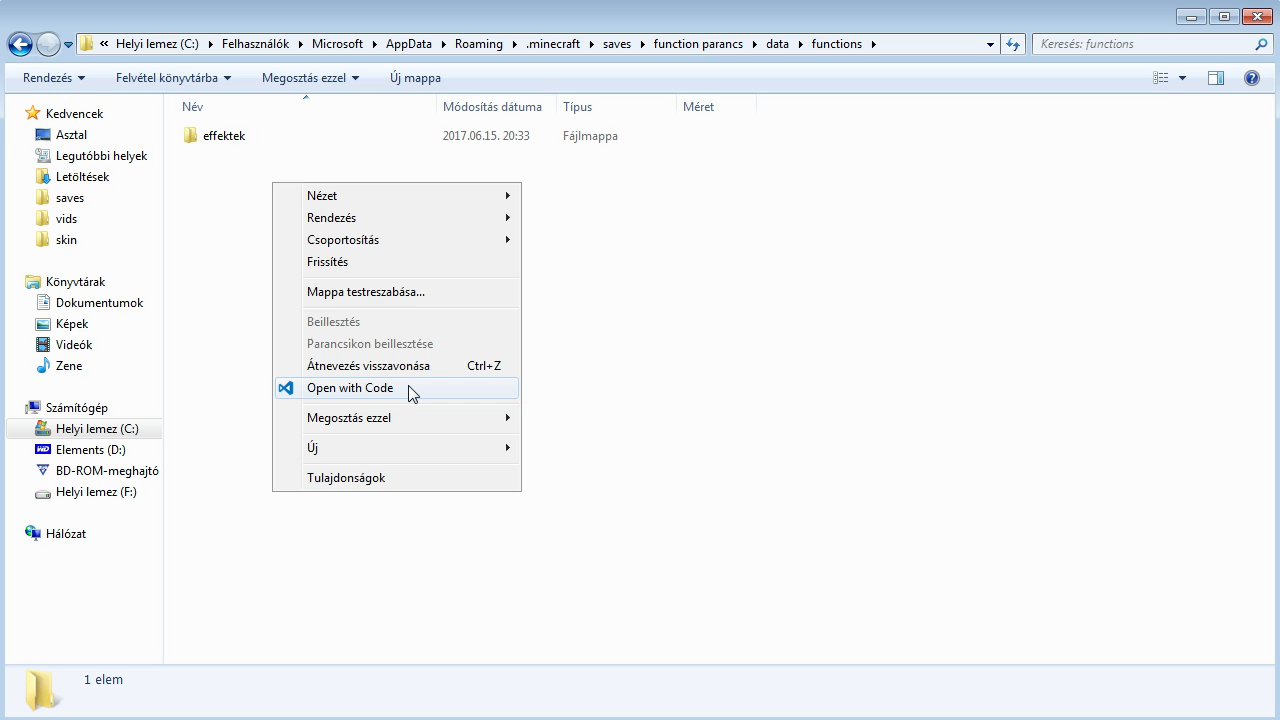 « Helyi lemez (C:) Felhasználók Microsoft AppData Roaming .minecraft saves function parancs data functions Keresés: functions
Rendezés Felvétel könyvtárba Megosztás ezzel Új mappa
Kedvencek
Asztal
Legutóbbi helyek
Letöltések
saves
vids
skin
Könyvtárak
Dokumentumok
Képek
Videók
Zene
Számítógép
Helyi lemez (C:)
WD Elements (D:)
BD-ROM-meghajtó
Helyi lemez (F:)
Hálózat
Név Módosítás dátuma Típus Méret
effektek 2017.06.15. 20:33 Fájlmappa
Nézet
Rendezés
Csoportosítás
Frissítés
Mappa testreszabása...
Beillesztés
Parancsikon beillesztése
Átnevezés visszavonása Ctrl+Z
Open with Code
Megosztás ezzel
Új
Tulajdonságok
1 elem